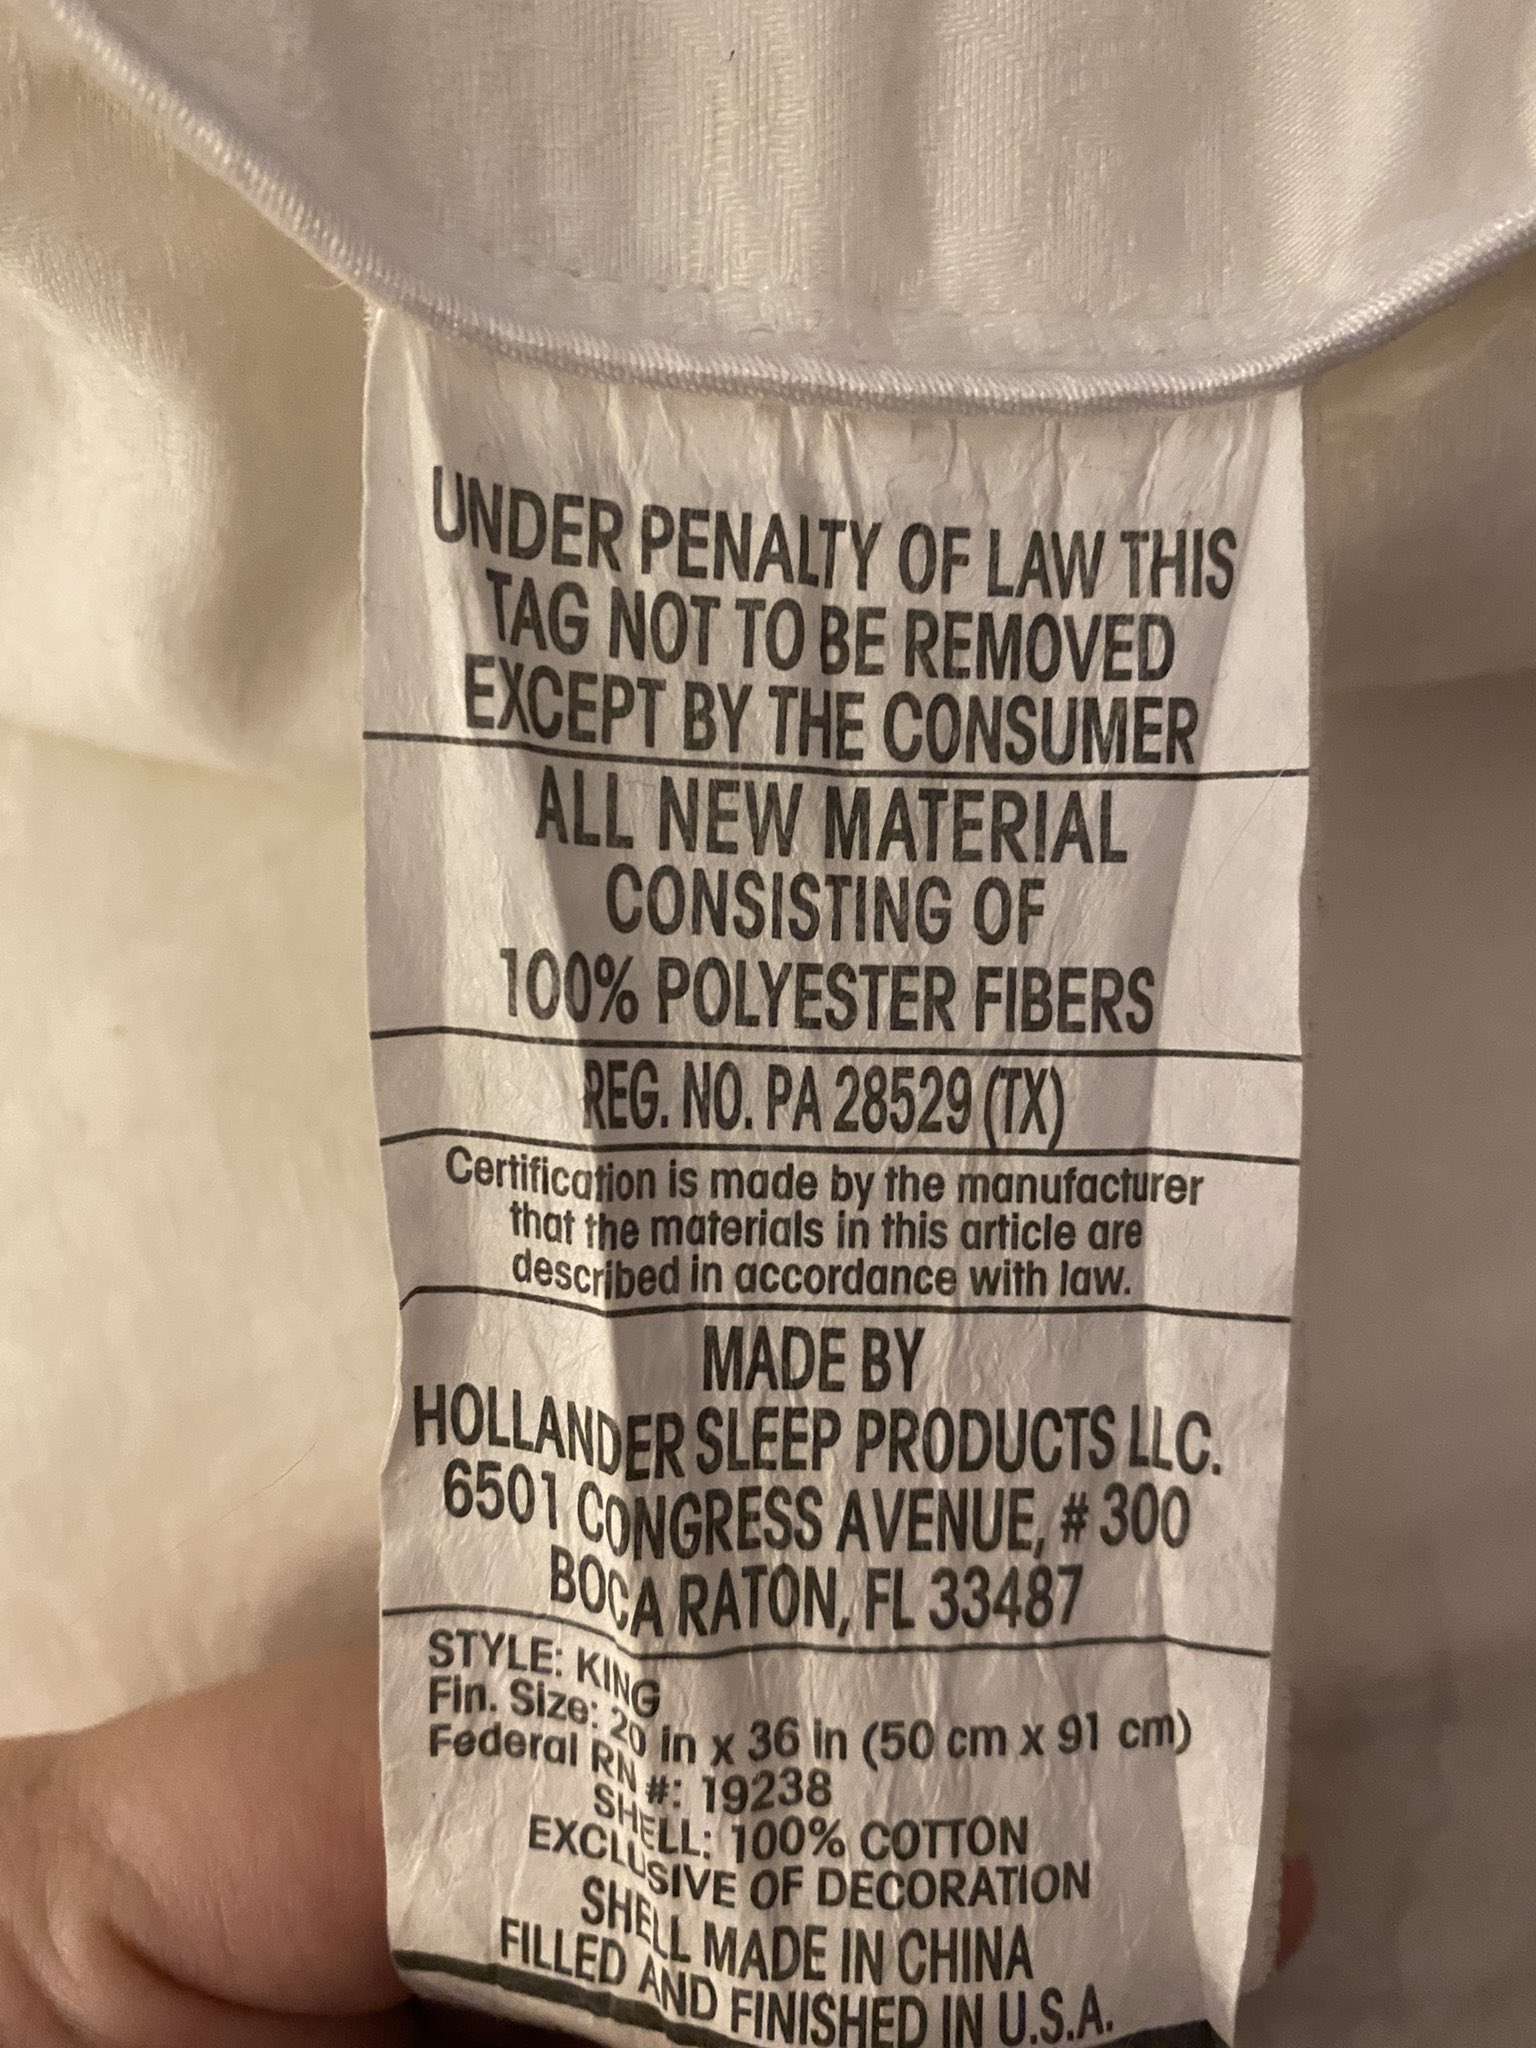 UNDER PENALTY OF LAW THIS
TAG NOT TO BE REMOVED
EXCEPT BY THE CONSUMER
ALL NEW MATERIAL
CONSISTING OF
100% POLYESTER FIBERS
REG. NO. PA 28529 (TX)
Certification is made by the manufacturer
that the materials in this article are
described in accordance with law.
MADE BY
HOLLANDER SLEEP PRODUCTS LLC.
6501 CONGRESS AVENUE, # 300
BOCA RATON, FL 33487
STYLE: KING
Fin. Size: 20 in x 36 in (50 cm x 91 cm)
Federal RN #: 19238
SHELL: 100% COTTON
EXCLUSIVE OF DECORATION
SHELL MADE IN CHINA
FILLED AND FINISHED IN U.S.A.